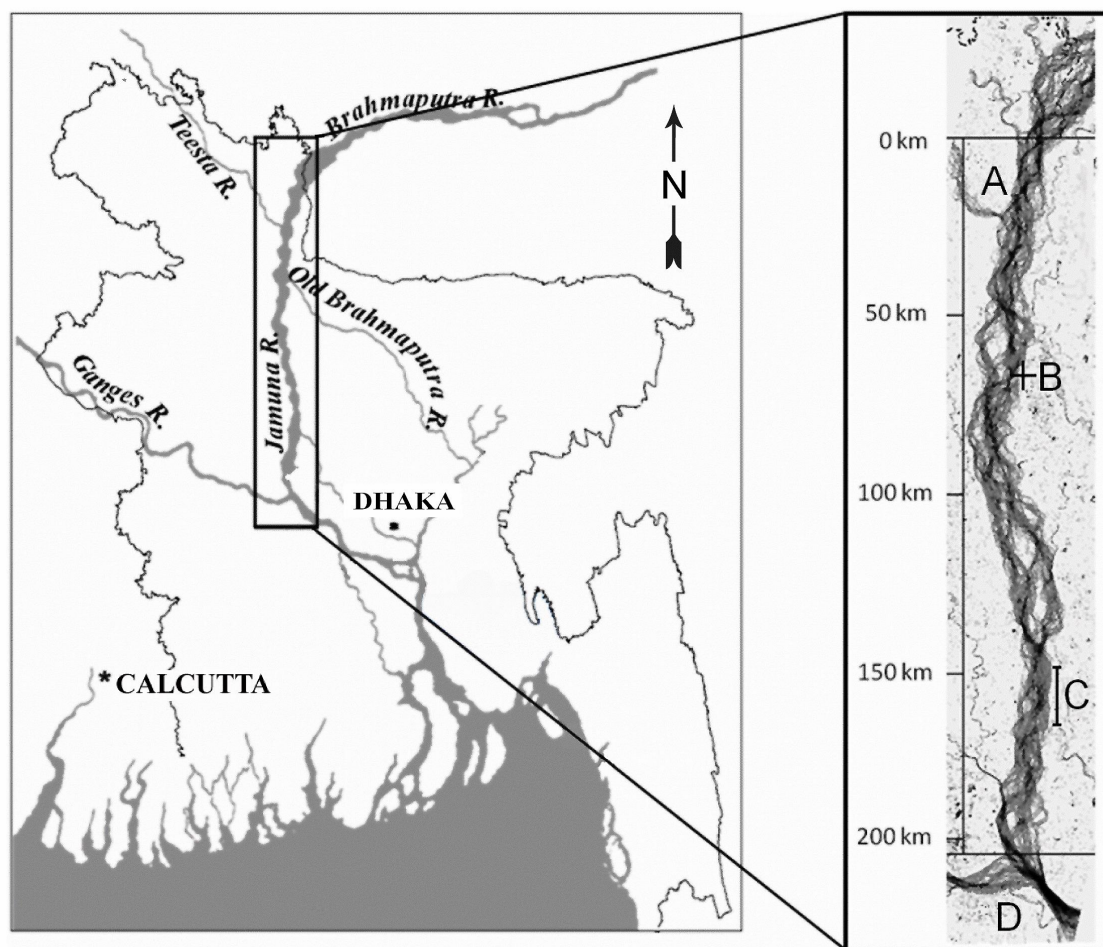 Brahmaputra R.
Teesta R.
N
Old Brahmaputra R.
Jamuna R.
Ganges R.
DHAKA
*
* CALCUTTA
0 km
A
50 km
B
100 km
150 km
C
200 km
D